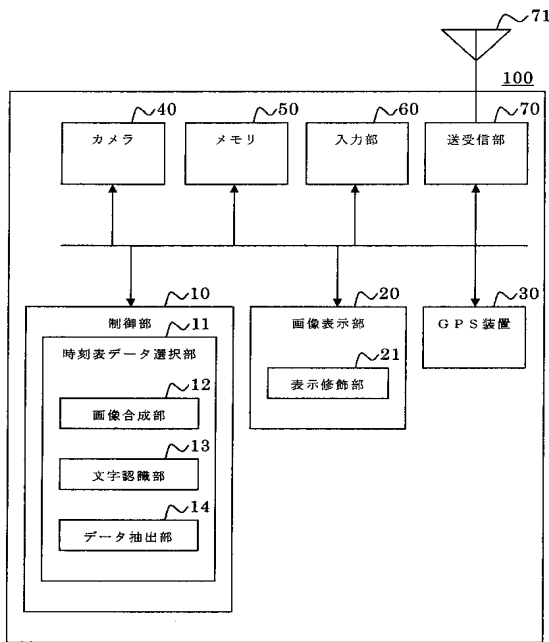 71
100
40
50
60
70
カメラ
メモリ
入力部
送受信部
10
20
30
制御部
画像表示部
GPS装置
11
時刻表データ選択部
21
表示修飾部
12
画像合成部
13
文字認識部
14
データ抽出部